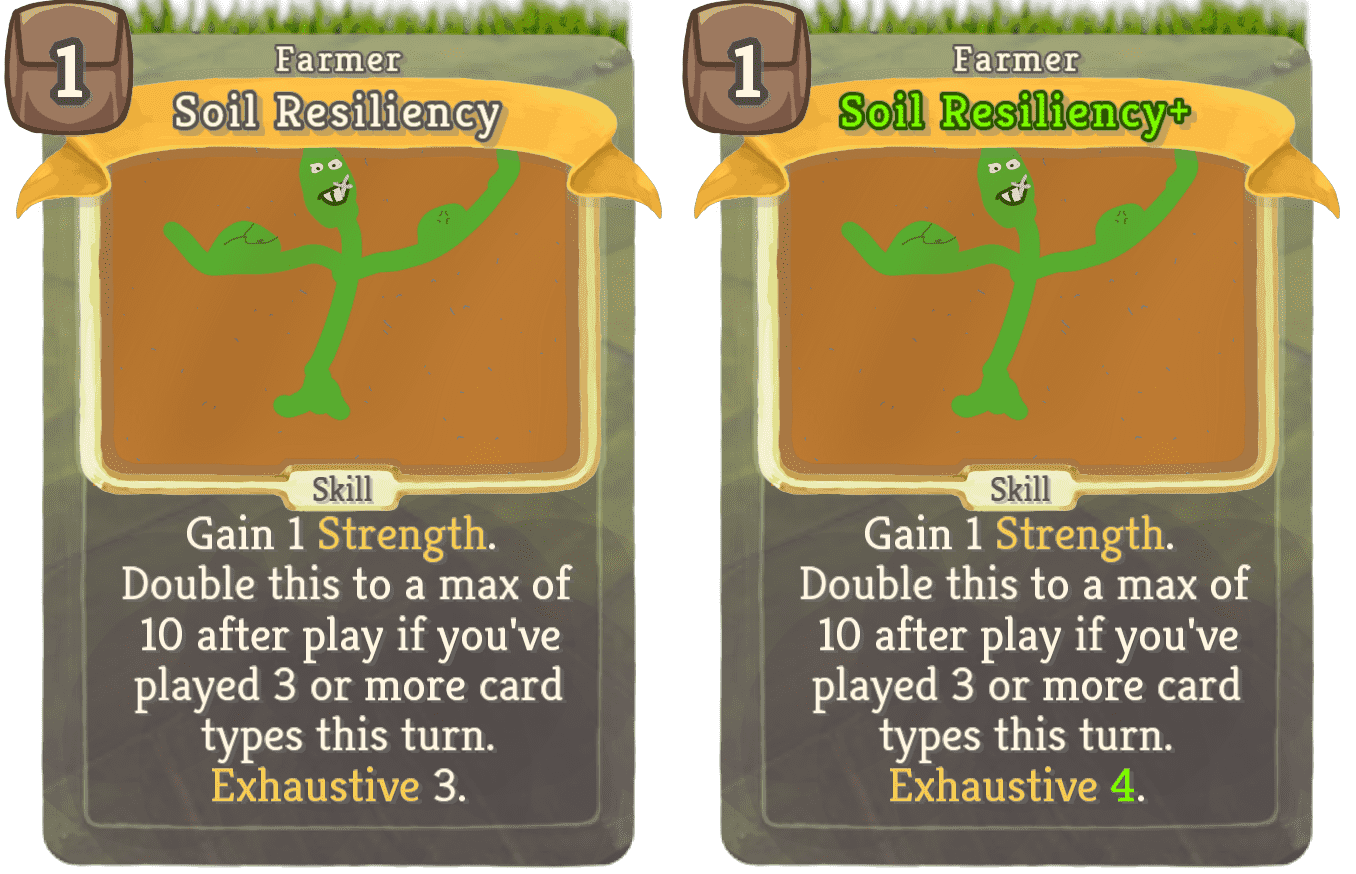 1
Farmer
Soil Resiliency
Skill
Gain 1 Strength.
Double this to a max of
10 after play if you've
played 3 or more card
types this turn.
Exhaustive 3.
1
Farmer
Soil Resiliency+
Skill
Gain 1 Strength.
Double this to a max of
10 after play if you've
played 3 or more card
types this turn.
Exhaustive 4.